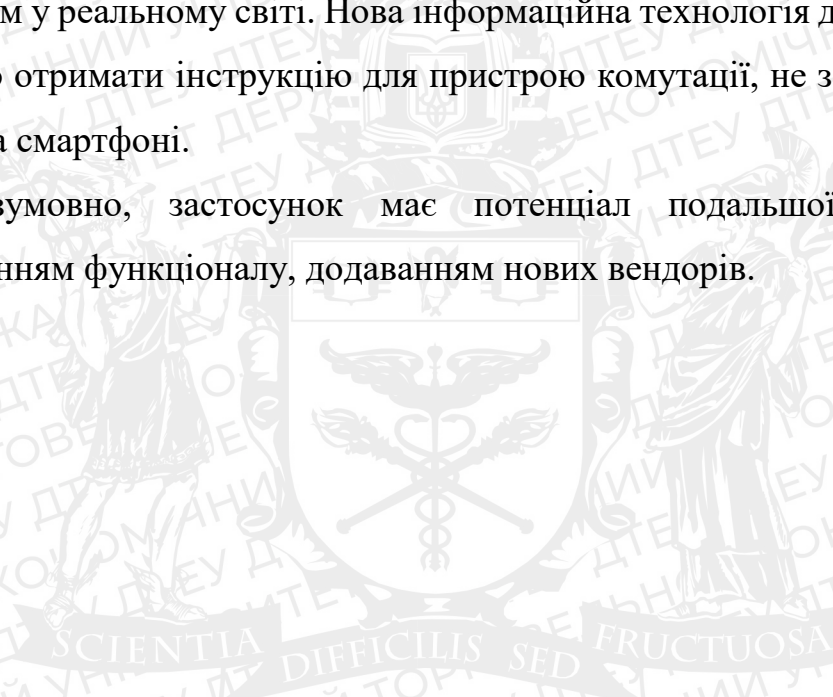 м у реальному світі. Нова інформаційна технологія д
отримати інструкцію для пристрою комутації, не з
смартфоні.
зумовно, застосунок має потенціал подальшої
нням функціоналу, додаванням нових вендорів.
SCIENTIA DIFFICILIS SED FRUCTUOSA